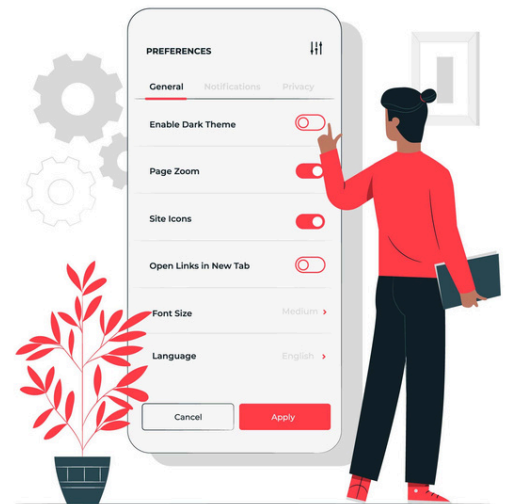 PREFERENCES
General Notifications Privacy
Enable Dark Theme
Page Zoom
Site Icons
Open Links in New Tab
Font Size Medium >
Language English >
Cancel Apply